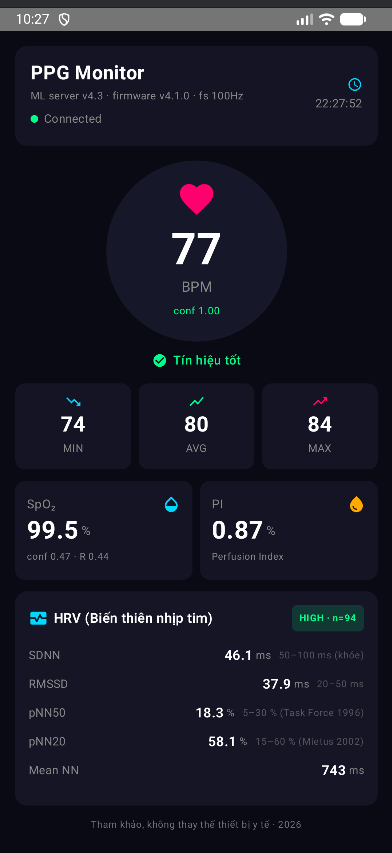 10:27
PPG Monitor
ML server v4.3 · firmware v4.1.0 · fs 100Hz
Connected
22:27:52
77
BPM
conf 1.00
Tín hiệu tốt
74
MIN
80
AVG
84
MAX
SpO₂
99.5 %
conf 0.47 · R 0.44
PI
0.87 %
Perfusion Index
HRV (Biến thiên nhịp tim)
HIGH · n=94
SDNN 46.1 ms 50–100 ms (khỏe)
RMSSD 37.9 ms 20–50 ms
pNN50 18.3 % 5–30 % (Task Force 1996)
pNN20 58.1 % 15–60 % (Mietus 2002)
Mean NN 743 ms
Tham khảo, không thay thế thiết bị y tế · 2026